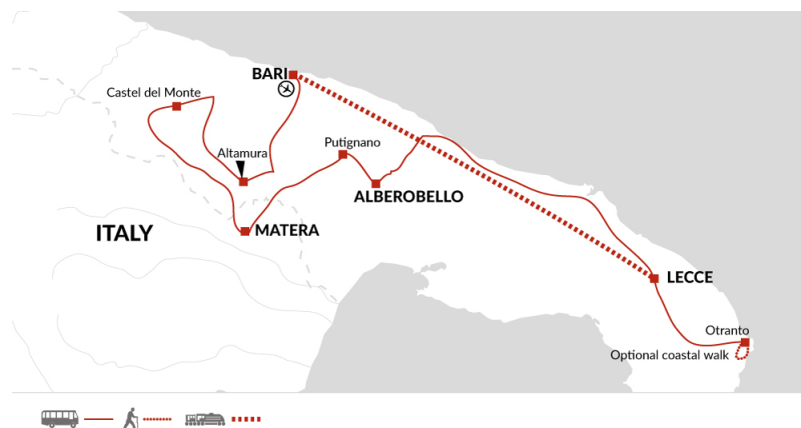 BARI
Castel del Monte
Altamura
Putignano
ALBEROBELLO
ITALY
MATERA
LECCE
Otranto
Optional coastal walk